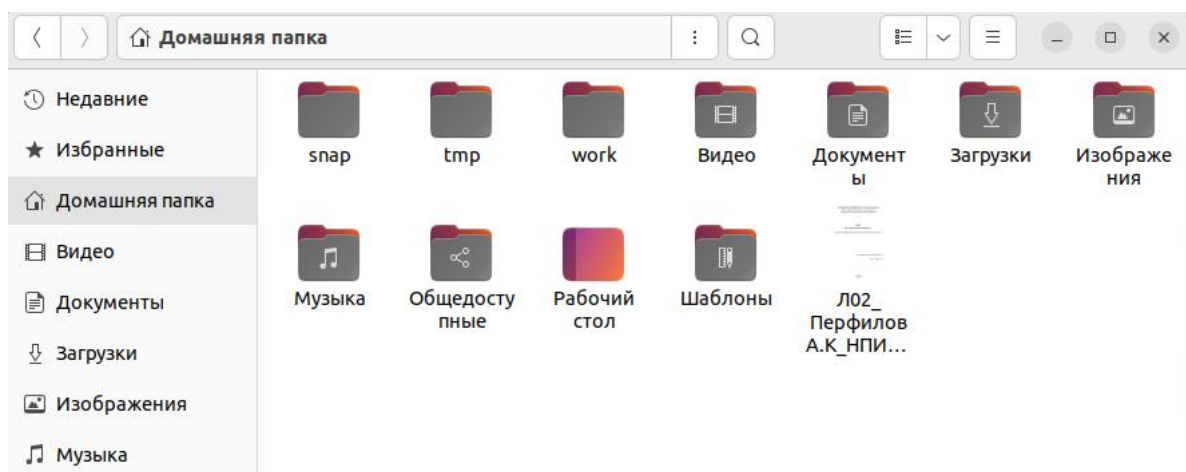 Домашняя папка
Недавние
Избранные
Домашняя папка
Видео
Документы
Загрузки
Изображения
Музыка
snap
tmp
work
Видео
Документ
ы
Загрузки
Изображе
ния
Музыка
Общедосту
пные
Рабочий
стол
Шаблоны
Л02_
Перфилов
А.К_НПИ...